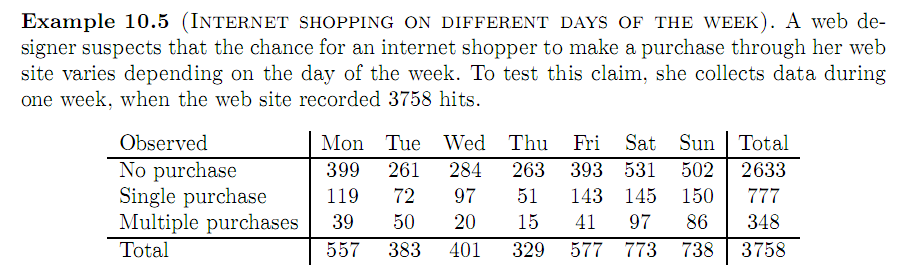 Example 10.5 (Internet shopping on different days of the week). A web de-
signer suspects that the chance for an internet shopper to make a purchase through her web
site varies depending on the day of the week. To test this claim, she collects data during
one week, when the web site recorded 3758 hits.
Observed Mon Tue Wed Thu Fri Sat Sun Total
No purchase 399 261 284 263 393 531 502 2633
Single purchase 119 72 97 51 143 145 150 777
Multiple purchases 39 50 20 15 41 97 86 348
Total 557 383 401 329 577 773 738 3758